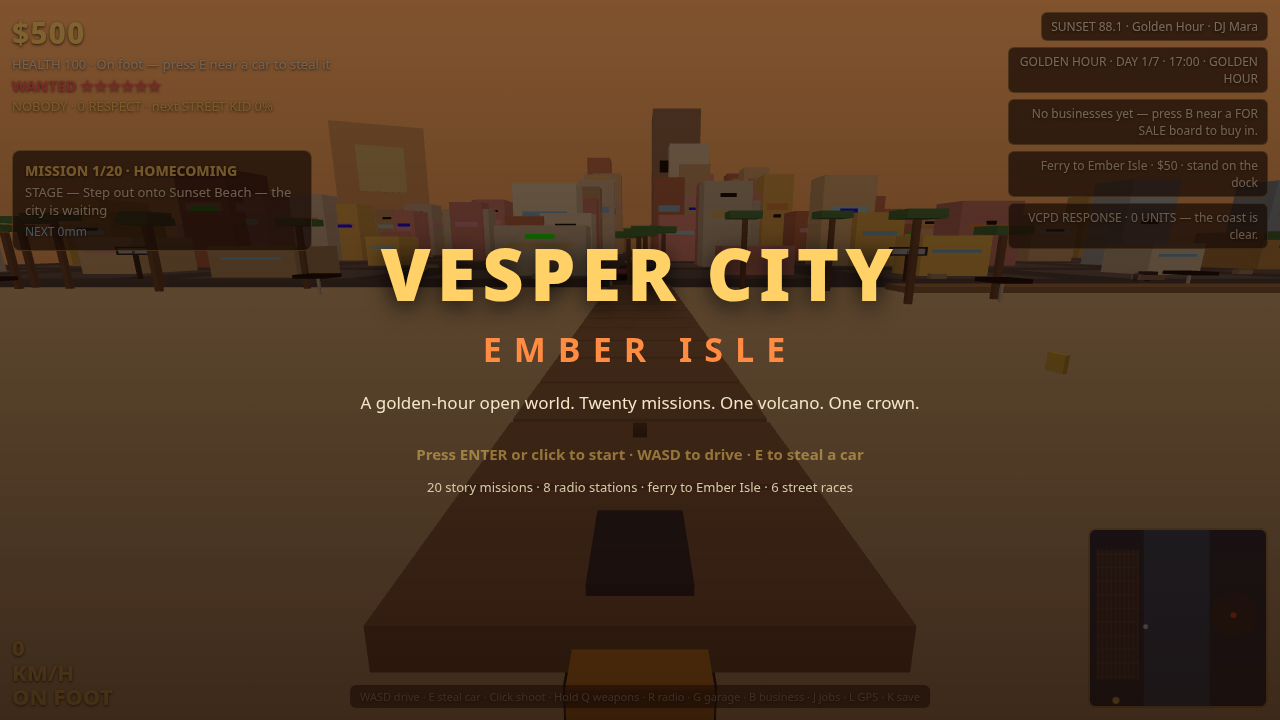 $500
HEALTH 100 · On foot — press E near a car to steal it
WANTED ☆☆☆☆☆☆
NOBODY · 0 RESPECT · next STREET KID 0%
MISSION 1/20 · HOMECOMING
STAGE — Step out onto Sunset Beach — the
city is waiting
NEXT 0mm
SUNSET 88.1 · Golden Hour · DJ Mara
GOLDEN HOUR · DAY 1/7 · 17:00 · GOLDEN
HOUR
No businesses yet — press B near a FOR
SALE board to buy in.
Ferry to Ember Isle · $50 · stand on the
dock
VCPD RESPONSE · 0 UNITS — the coast is
clear.
VESPER CITY
EMBER ISLE
A golden-hour open world. Twenty missions. One volcano. One crown.
Press ENTER or click to start · WASD to drive · E to steal a car
20 story missions · 8 radio stations · ferry to Ember Isle · 6 street races
0
KM/H
ON FOOT
WASD drive · E steal car · Click shoot · Hold Q weapons · R radio · G garage · B business · J jobs · L GPS · K save